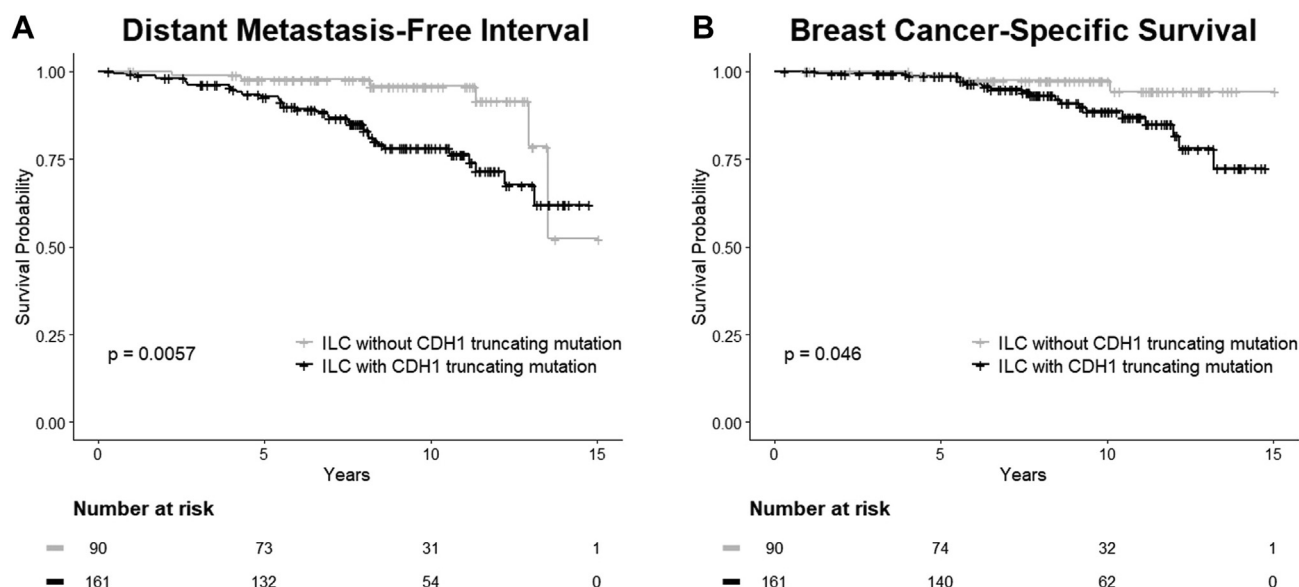 A Distant Metastasis-Free Interval
1.00
0.75
0.50
0.25
0.00
Survival Probability
p = 0.0057
ILC without CDH1 truncating mutation
ILC with CDH1 truncating mutation
0 5 10 15
Years
Number at risk
90 73 31 1
161 132 54 0
B Breast Cancer-Specific Survival
1.00
0.75
0.50
0.25
0.00
Survival Probability
p = 0.046
ILC without CDH1 truncating mutation
ILC with CDH1 truncating mutation
0 5 10 15
Years
Number at risk
90 74 32 1
161 140 62 0